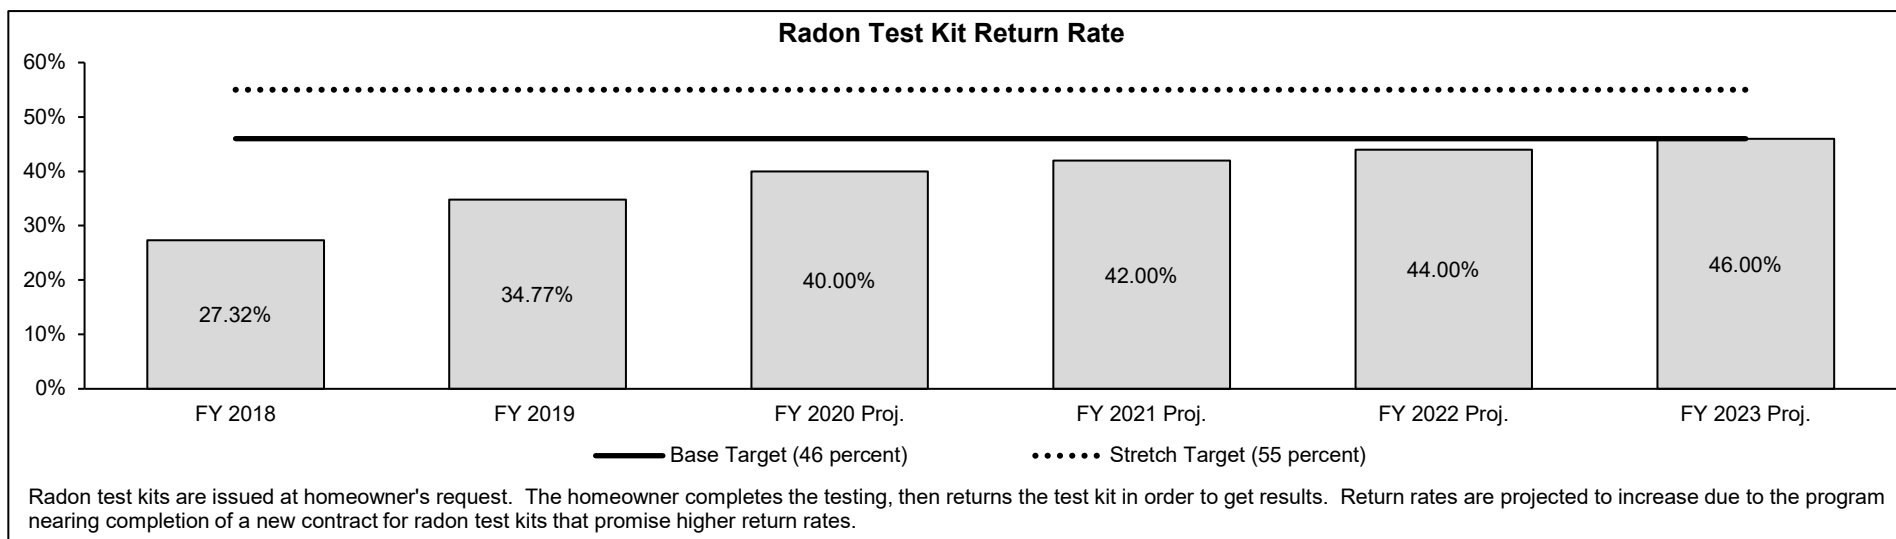 Radon Test Kit Return Rate
60%
50%
40%
30%
20%
10%
0%
27.32%
34.77%
40.00%
42.00%
44.00%
46.00%
FY 2018
FY 2019
FY 2020 Proj.
FY 2021 Proj.
FY 2022 Proj.
FY 2023 Proj.
Base Target (46 percent)
Stretch Target (55 percent)
Radon test kits are issued at homeowner's request.  The homeowner completes the testing, then returns the test kit in order to get results.  Return rates are projected to increase due to the program
nearing completion of a new contract for radon test kits that promise higher return rates.